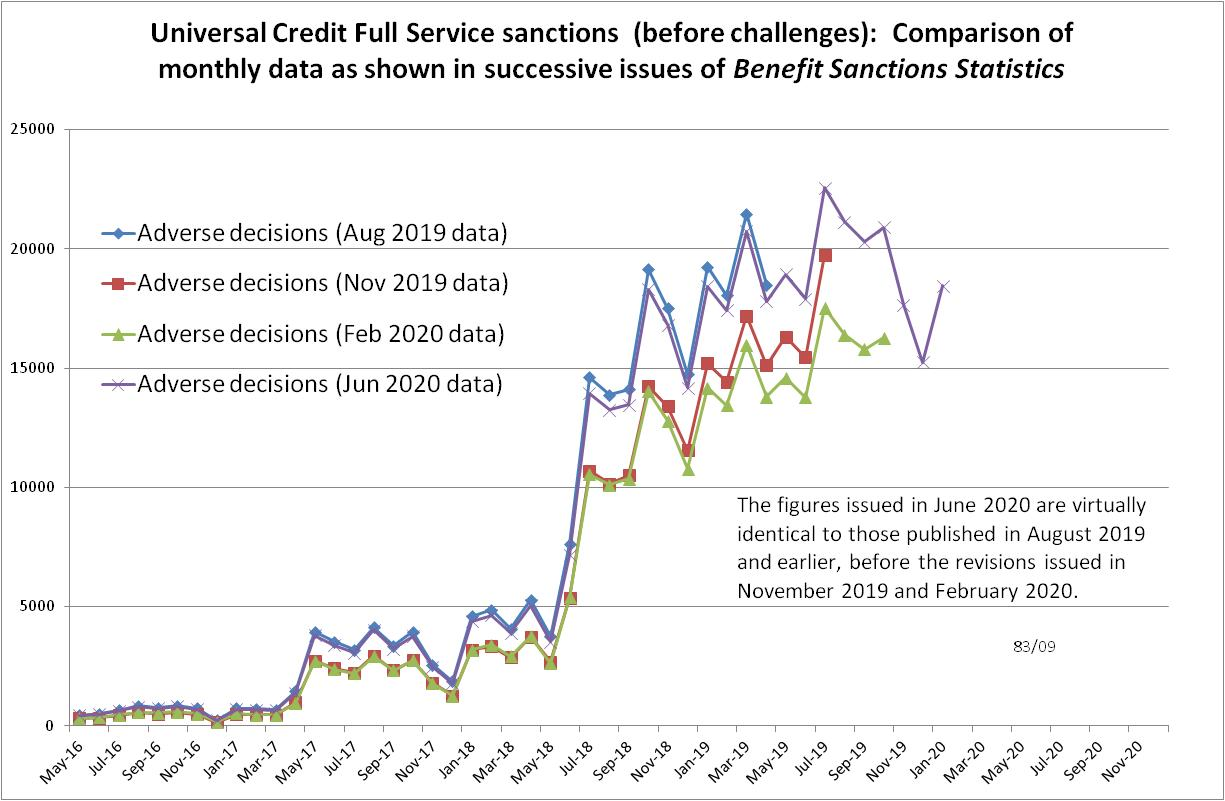 Universal Credit Full Service sanctions (before challenges): Comparison of
monthly data as shown in successive issues of Benefit Sanctions Statistics
25000
20000
15000
10000
5000
0
Adverse decisions (Aug 2019 data)
Adverse decisions (Nov 2019 data)
Adverse decisions (Feb 2020 data)
Adverse decisions (Jun 2020 data)
The figures issued in June 2020 are virtually
identical to those published in August 2019
and earlier, before the revisions issued in
November 2019 and February 2020.
83/09
May-16
Jul-16
Sep-16
Nov-16
Jan-17
Mar-17
May-17
Jul-17
Sep-17
Nov-17
Jan-18
Mar-18
May-18
Jul-18
Sep-18
Nov-18
Jan-19
Mar-19
May-19
Jul-19
Sep-19
Nov-19
Jan-20
Mar-20
May-20
Jul-20
Sep-20
Nov-20